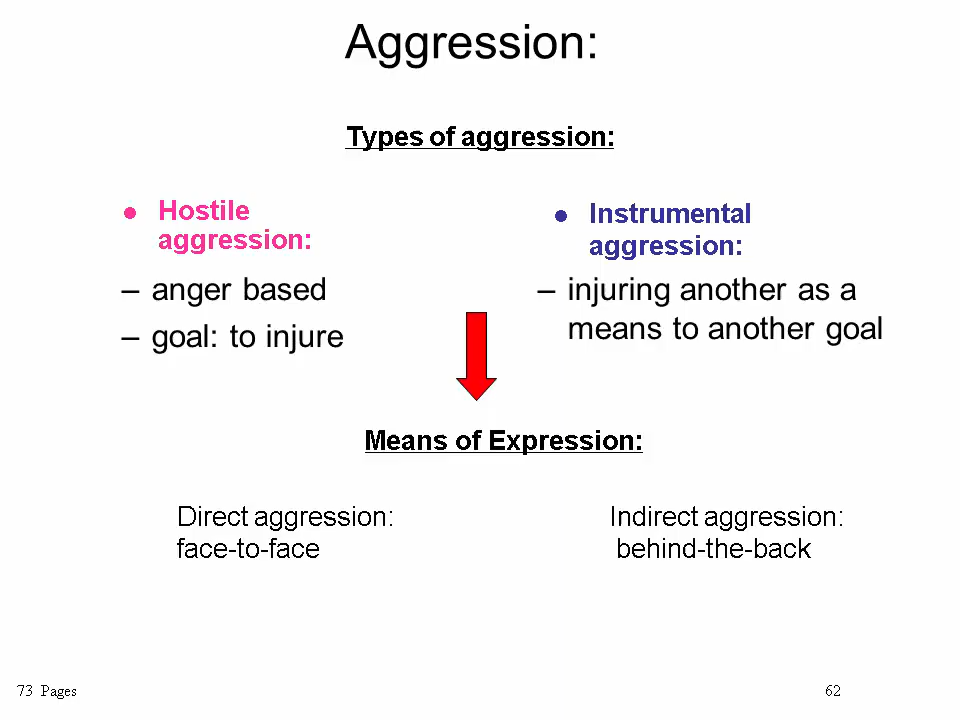 Aggression:
Types of aggression:
● Hostile
aggression:
– anger based
– goal: to injure
● Instrumental
aggression:
– injuring another as a
means to another goal
Means of Expression:
Direct aggression:
face-to-face
Indirect aggression:
behind-the-back
73 Pages
62